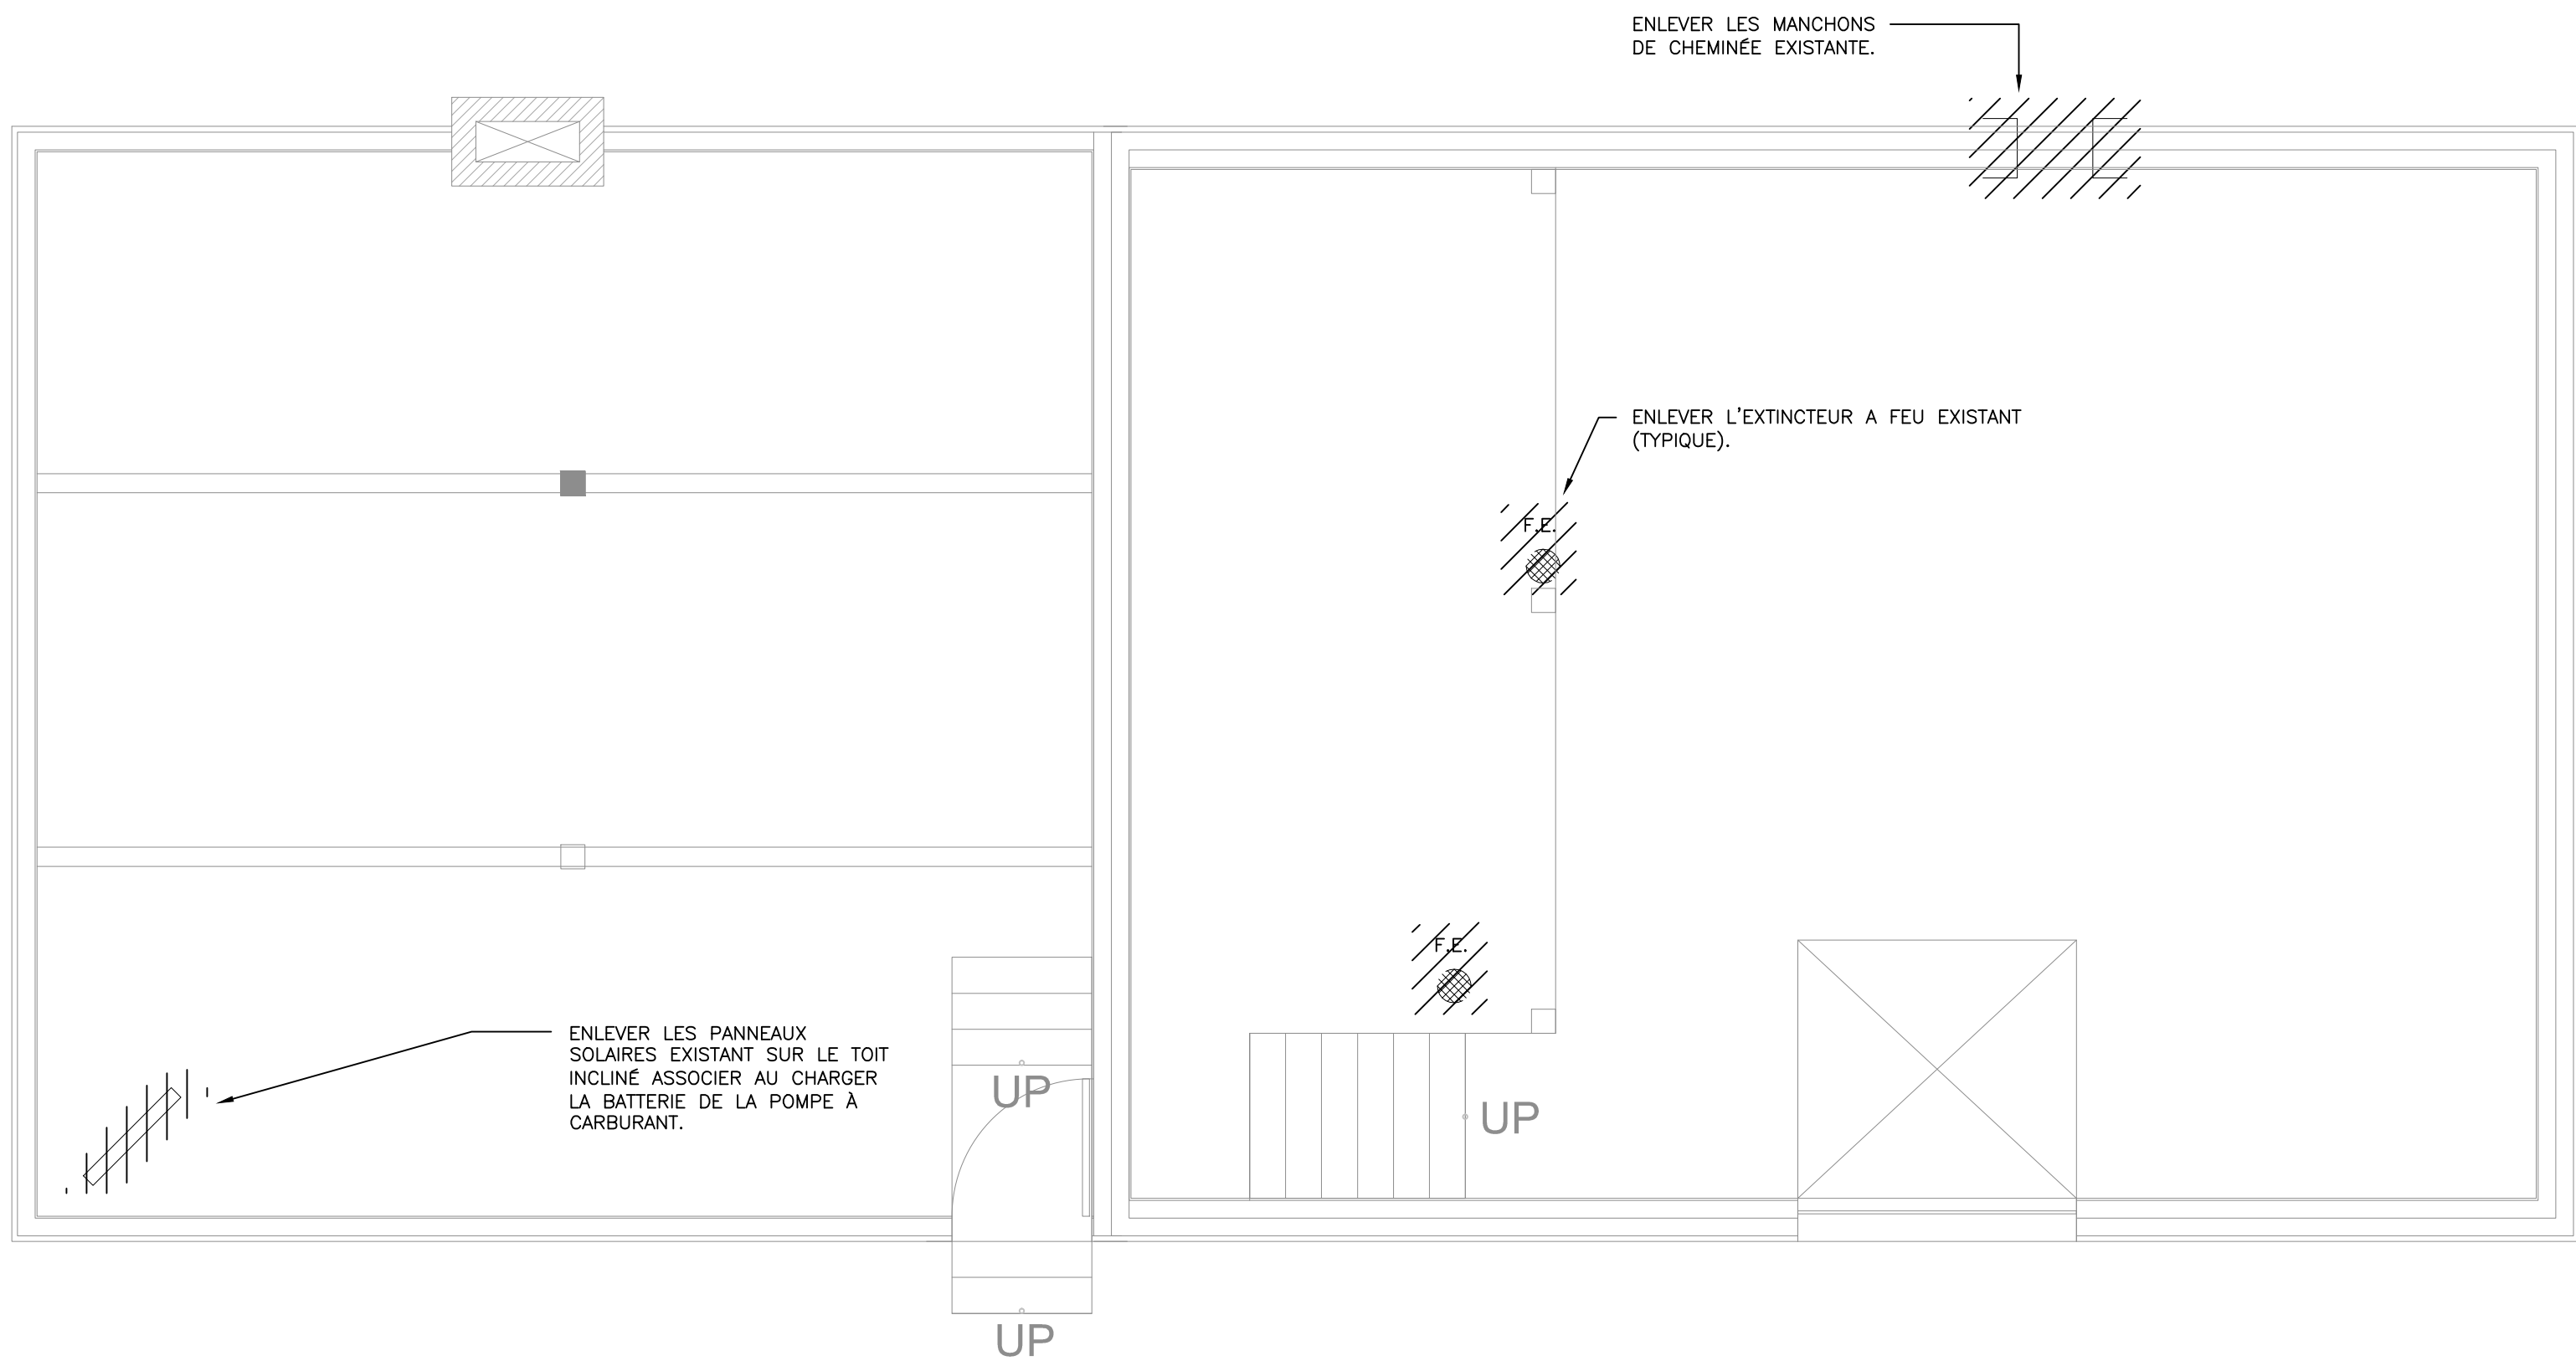 ENLEVER LES MANCHONS
DE CHEMINÉE EXISTANTE.
ENLEVER L'EXTINCTEUR A FEU EXISTANT
(TYPIQUE).
F.E.
F.E.
ENLEVER LES PANNEAUX
SOLAIRES EXISTANT SUR LE TOIT
INCLINÉ ASSOCIER AU CHARGER
LA BATTERIE DE LA POMPE À
CARBURANT.
UP
UP
UP